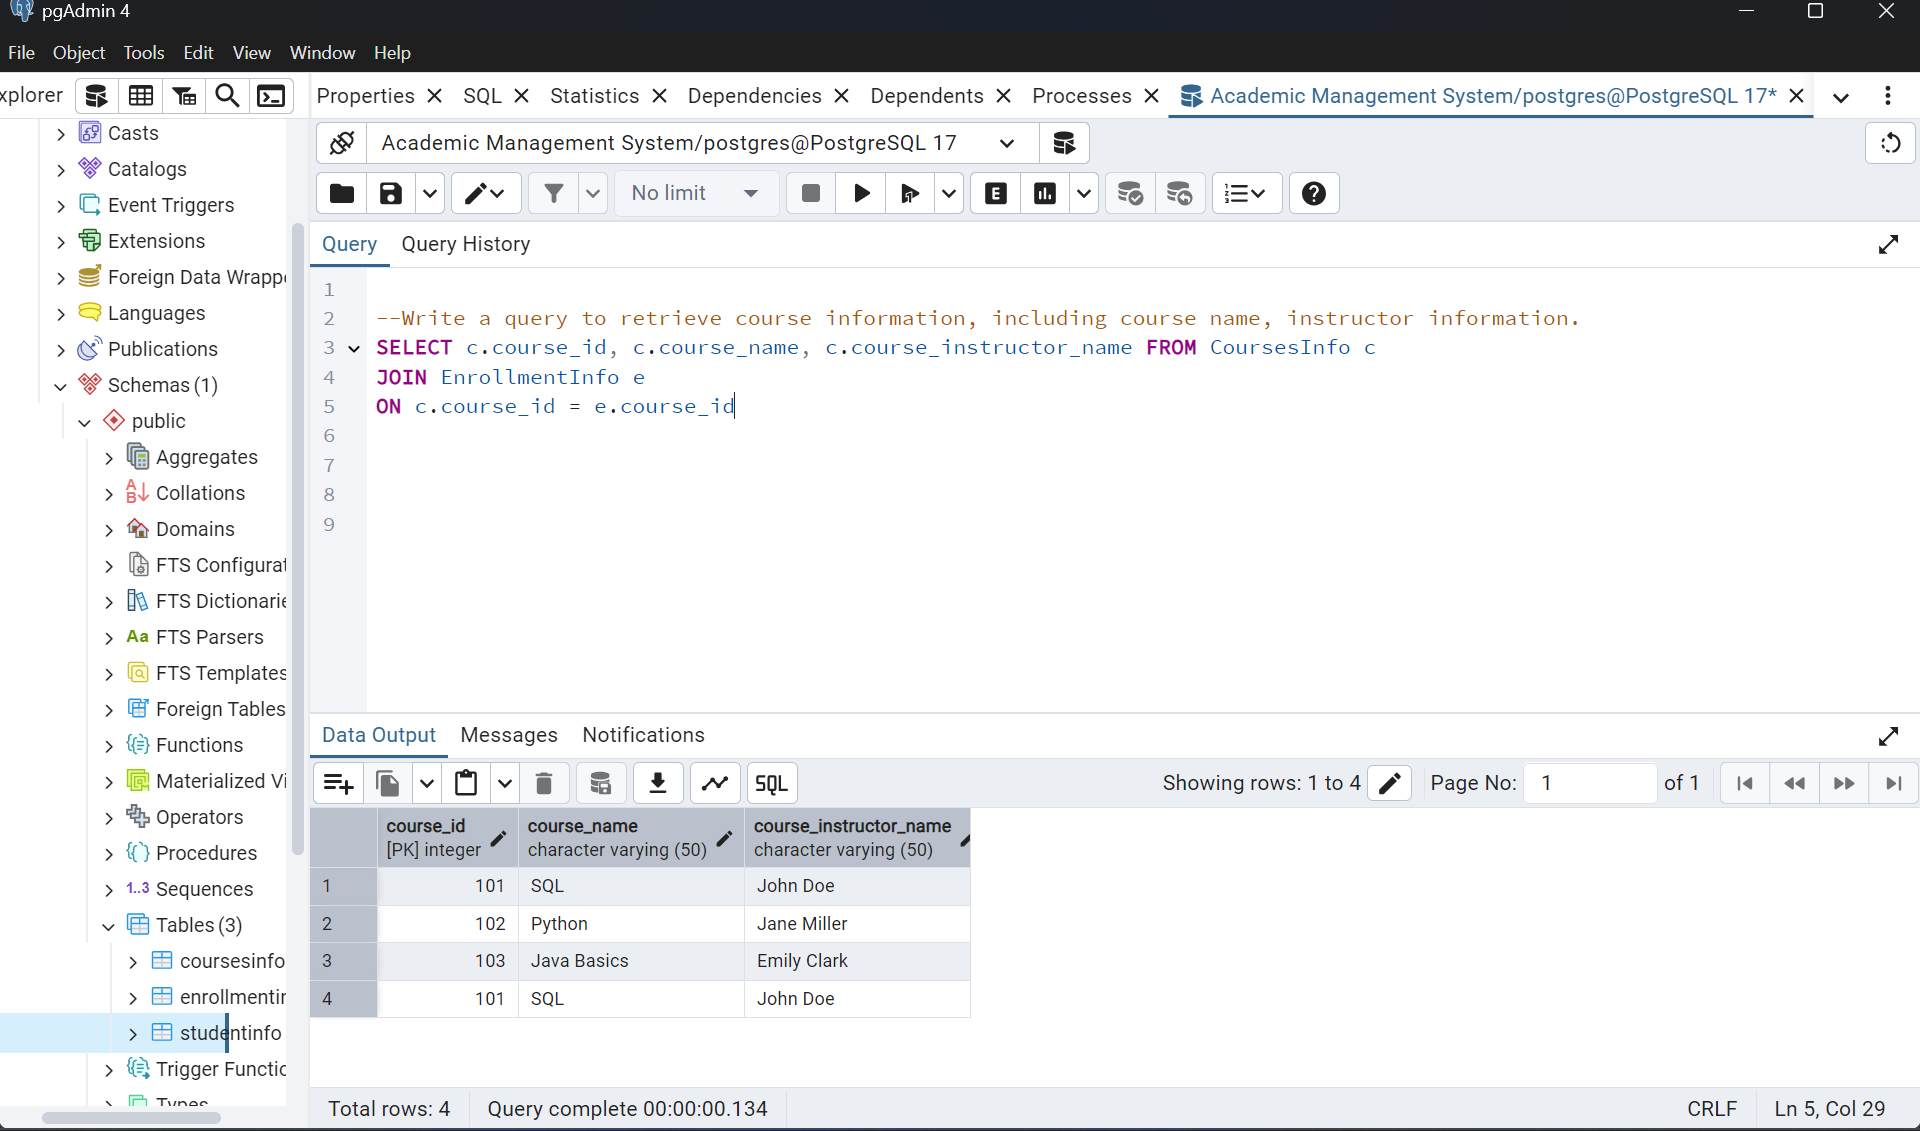 pgAdmin 4
File Object Tools Edit View Window Help
xplorer
Properties SQL Statistics Dependencies Dependents Processes Academic Management System/postgres@PostgreSQL 17*
Academic Management System/postgres@PostgreSQL 17
No limit
E
Query Query History
1
2 --Write a query to retrieve course information, including course name, instructor information.
3 SELECT c.course_id, c.course_name, c.course_instructor_name FROM CoursesInfo c
4 JOIN EnrollmentInfo e
5 ON c.course_id = e.course_id
6
7
8
9
Casts
Catalogs
Event Triggers
Extensions
Foreign Data Wrappe
Languages
Publications
Schemas (1)
public
Aggregates
Collations
Domains
FTS Configurat
FTS Dictionarie
Aa FTS Parsers
FTS Templates
Foreign Tables
Functions
Materialized Vi
Operators
Procedures
1..3 Sequences
Tables (3)
coursesinfo
enrollmentin
studentinfo
Trigger Functio
Types
Data Output Messages Notifications
SQL Showing rows: 1 to 4 Page No: 1 of 1
course_id course_name course_instructor_name
[PK] integer character varying (50) character varying (50)
1 101 SQL John Doe
2 102 Python Jane Miller
3 103 Java Basics Emily Clark
4 101 SQL John Doe
Total rows: 4 Query complete 00:00:00.134 CRLF Ln 5, Col 29